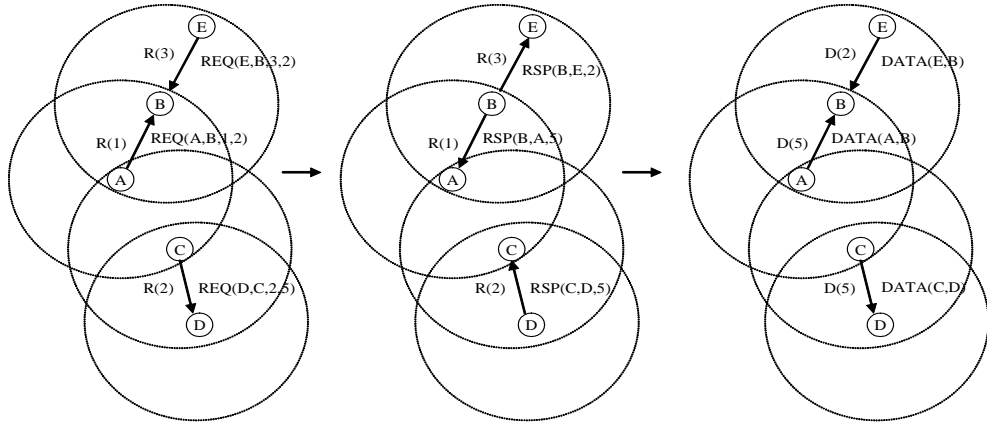 E
R(3)
REQ(E,B,3,2)
B
R(1)
REQ(A,B,1,2)
A
C
R(2)
REQ(D,C,2,5)
D
E
R(3)
RSP(B,E,2)
B
R(1)
RSP(B,A,5)
A
C
R(2)
RSP(C,D,5)
D
E
D(2)
DATA(E,B)
B
D(5)
DATA(A,B)
A
C
D(5)
DATA(C,D)
D